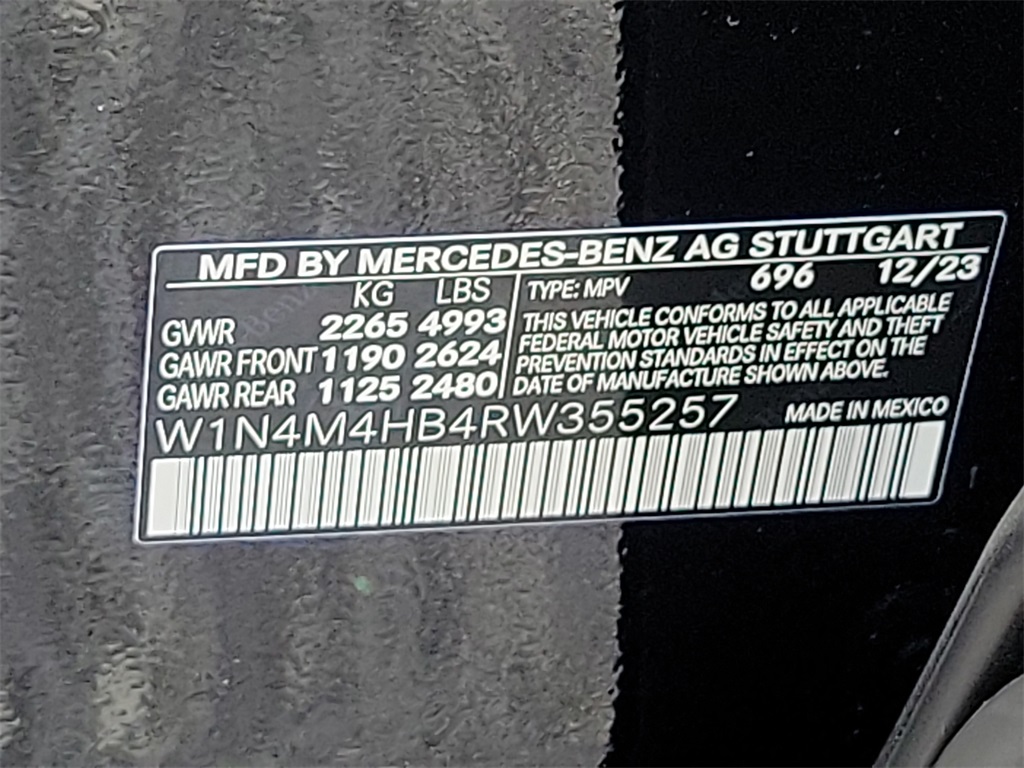 MFD BY MERCEDES-BENZ AG STUTTGART
KG LBS
GVWR 2265 4993
GAWR FRONT 1190 2624
GAWR REAR 1125 2480
TYPE: MPV 696 12/23
THIS VEHICLE CONFORMS TO ALL APPLICABLE
FEDERAL MOTOR VEHICLE SAFETY AND THEFT
PREVENTION STANDARDS IN EFFECT ON THE
DATE OF MANUFACTURE SHOWN ABOVE.
W1N4M4HB4RW355257 MADE IN MEXICO